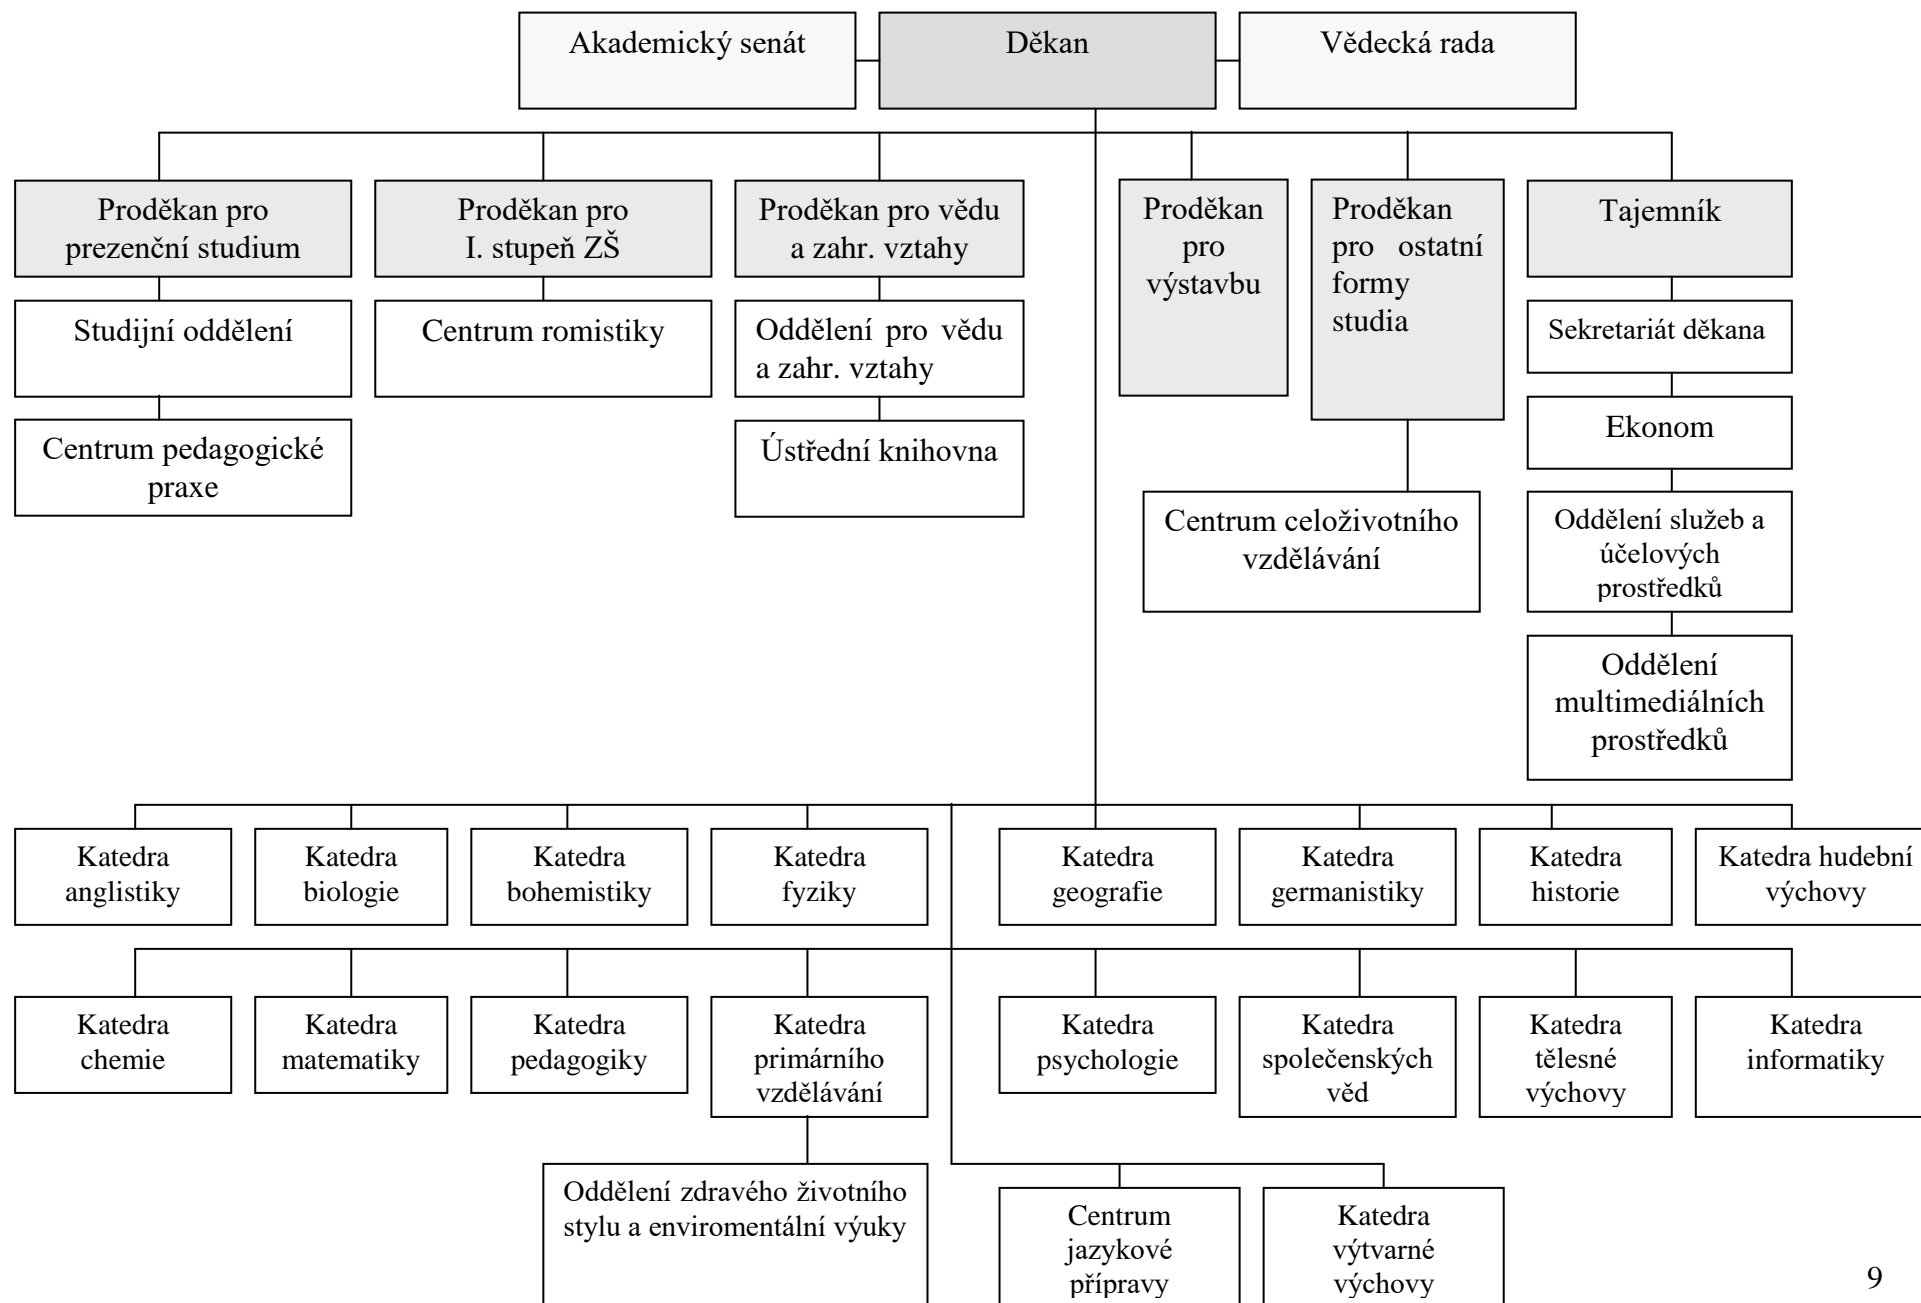 Akademický senát
Děkan
Vědecká rada
Proděkan pro
prezenční studium
Proděkan pro
I. stupeň ZŠ
Proděkan pro vědu
a zahr. vztahy
Proděkan
pro
výstavbu
Proděkan
pro ostatní
formy
studia
Tajemník
Studijní oddělení
Centrum romistiky
Oddělení pro vědu
a zahr. vztahy
Sekretariát děkana
Centrum pedagogické
praxe
Ústřední knihovna
Ekonom
Centrum celoživotního
vzdělávání
Oddělení služeb a
účelových
prostředků
Oddělení
multimediálních
prostředků
Katedra
anglistiky
Katedra
biologie
Katedra
bohemistiky
Katedra
fyziky
Katedra
geografie
Katedra
germanistiky
Katedra
historie
Katedra hudební
výchovy
Katedra
chemie
Katedra
matematiky
Katedra
pedagogiky
Katedra
primárního
vzdělávání
Katedra
psychologie
Katedra
společenských
věd
Katedra
tělesné
výchovy
Katedra
informatiky
Oddělení zdravého životního
stylu a enviromentální výuky
Centrum
jazykové
přípravy
Katedra
výtvarné
výchovy
9